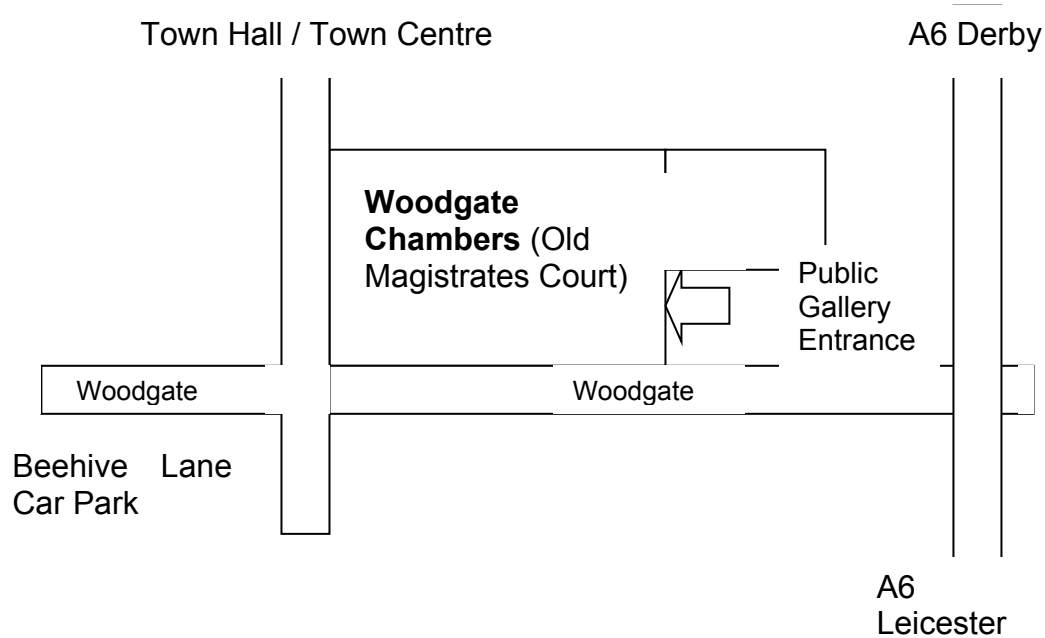 Town Hall / Town Centre
A6 Derby
Woodgate
Chambers (Old
Magistrates Court)
Public
Gallery
Entrance
Woodgate
Woodgate
Beehive Lane
Car Park
A6
Leicester